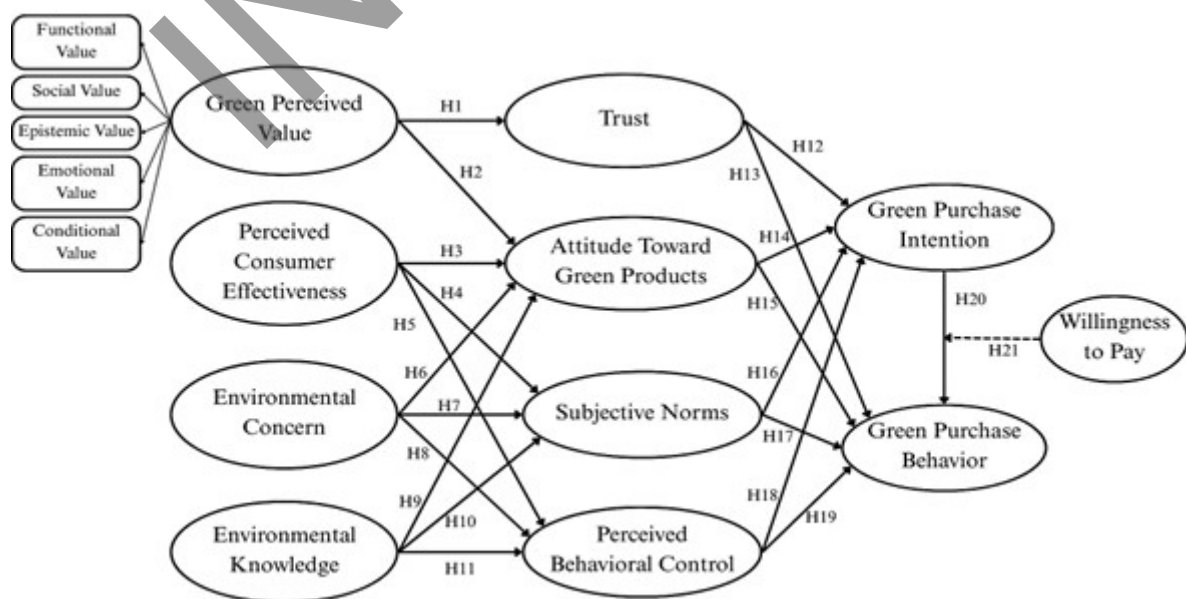 Functional
Value
Social Value
Epistemic Value
Emotional
Value
Conditional
Value
Green Perceived
Value
Perceived
Consumer
Effectiveness
Environmental
Concern
Environmental
Knowledge
H1
H2
H3
H4
H5
H6
H7
H8
H9
H10
H11
Trust
Attitude Toward
Green Products
Subjective Norms
Perceived
Behavioral Control
H12
H13
H14
H15
H16
H17
H18
H19
Green Purchase
Intention
H20
H21
Willingness
to Pay
Green Purchase
Behavior